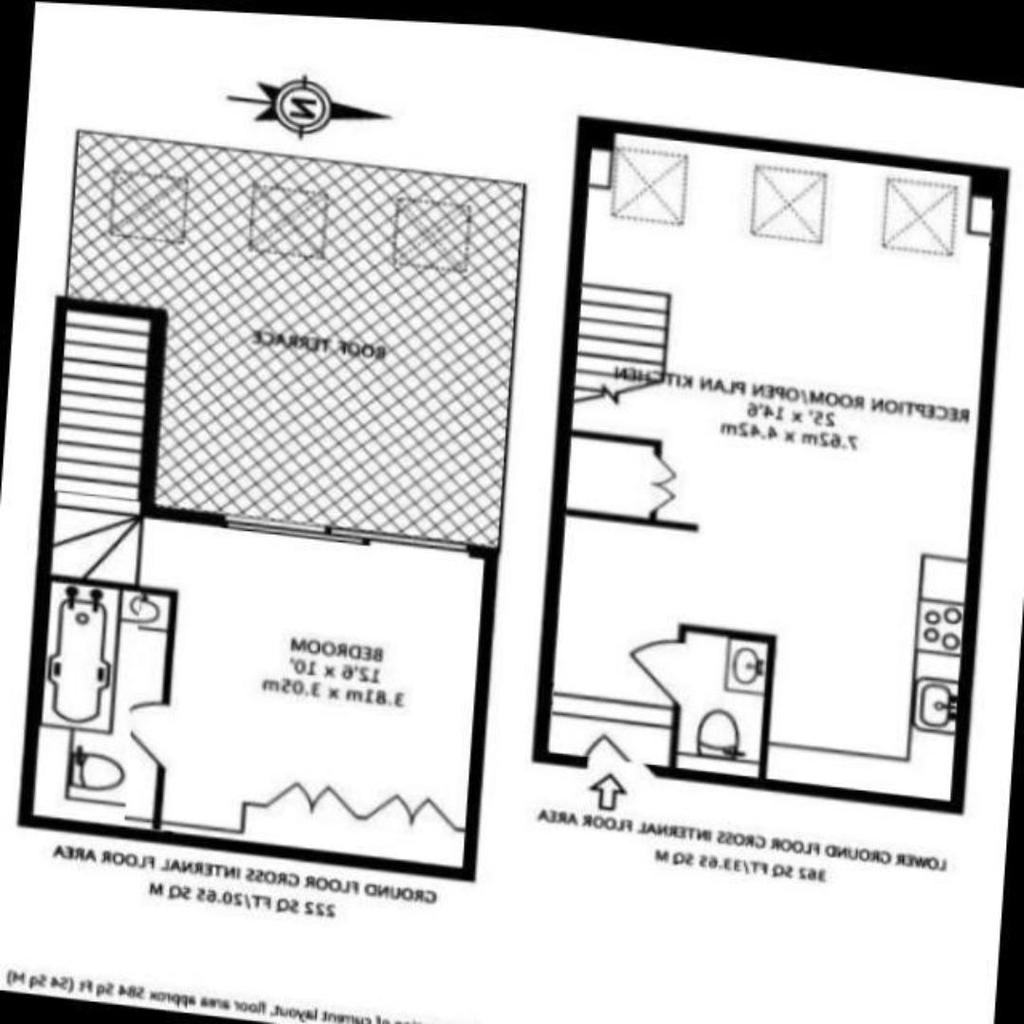 N
ROOF TERRACE
BEDROOM
12'6 x 10'
3.81m x 3.05m
GROUND FLOOR GROSS INTERNAL FLOOR AREA
222 SQ FT/20.65 SQ M
RECEPTION ROOM/OPEN PLAN KITCHEN
25' x 14'6
7.62m x 4.42m
LOWER GROUND FLOOR GROSS INTERNAL FLOOR AREA
362 SQ FT/33.65 SQ M
of current layout, floor area approx 584 Sq Ft (54 Sq M)